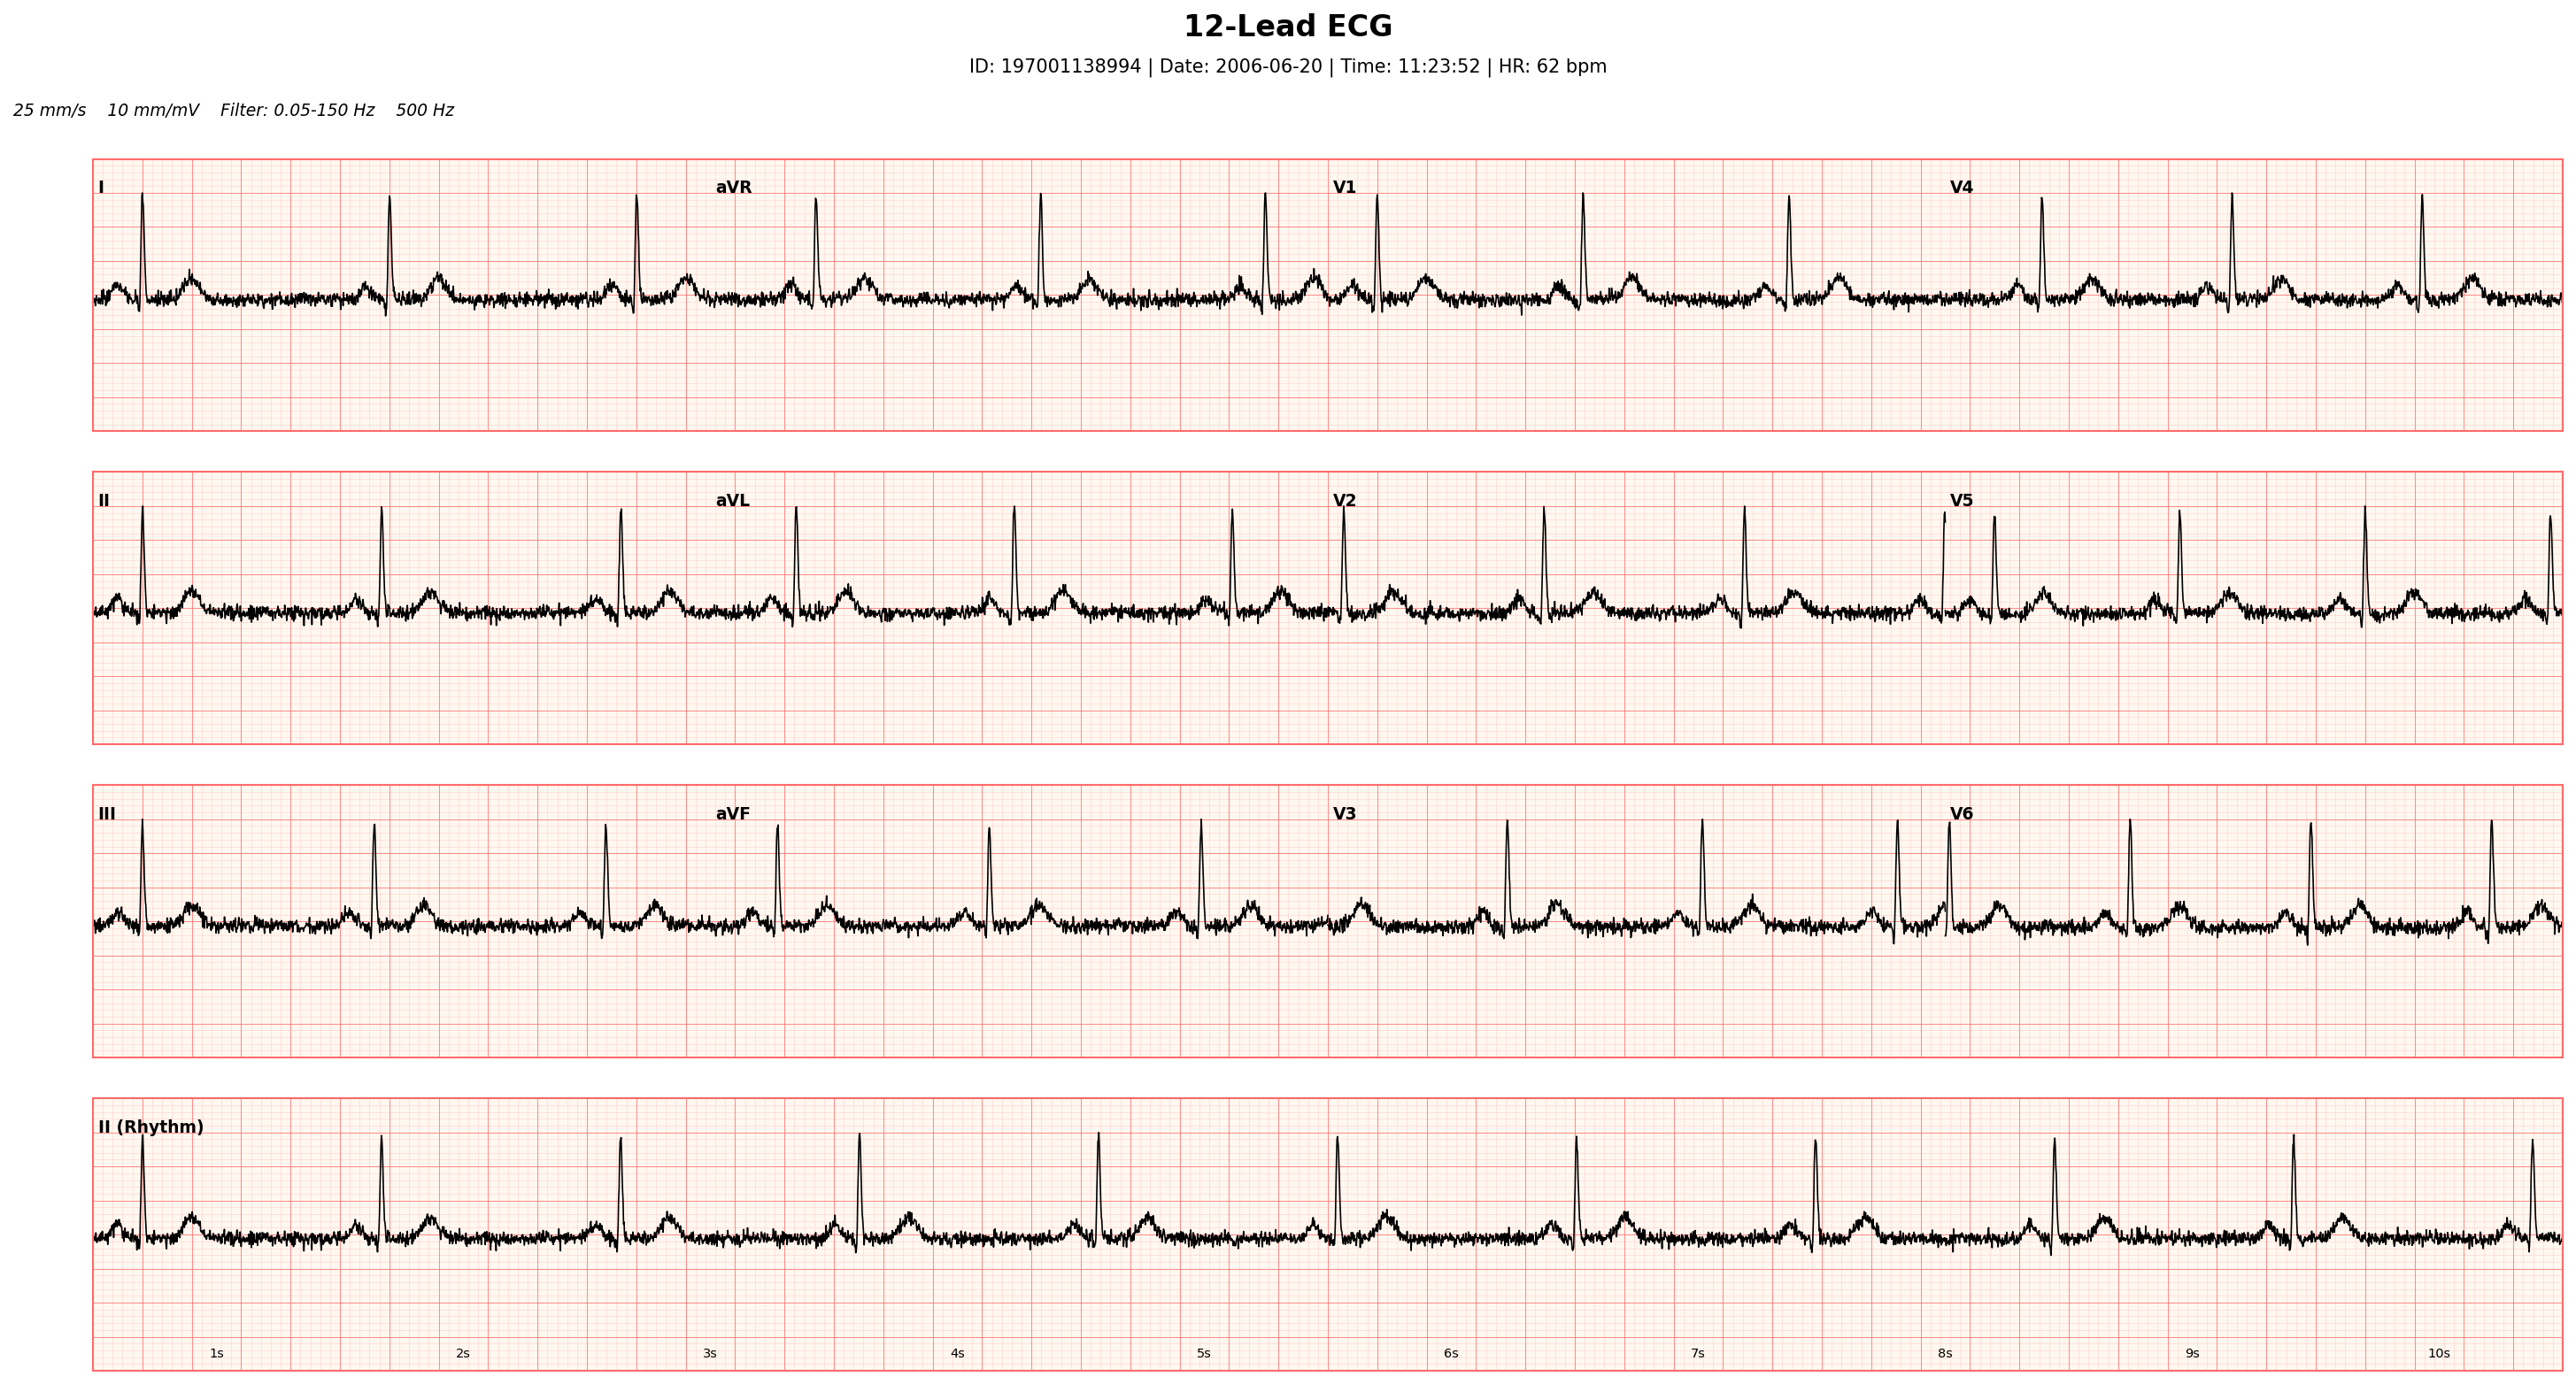 12-Lead ECG
ID: 197001138994 | Date: 2006-06-20 | Time: 11:23:52 | HR: 62 bpm
25 mm/s    10 mm/mV    Filter: 0.05-150 Hz    500 Hz
I aVR V1 V4
II aVL V2 V5
III aVF V3 V6
II (Rhythm)
1s 2s 3s 4s 5s 6s 7s 8s 9s 10s